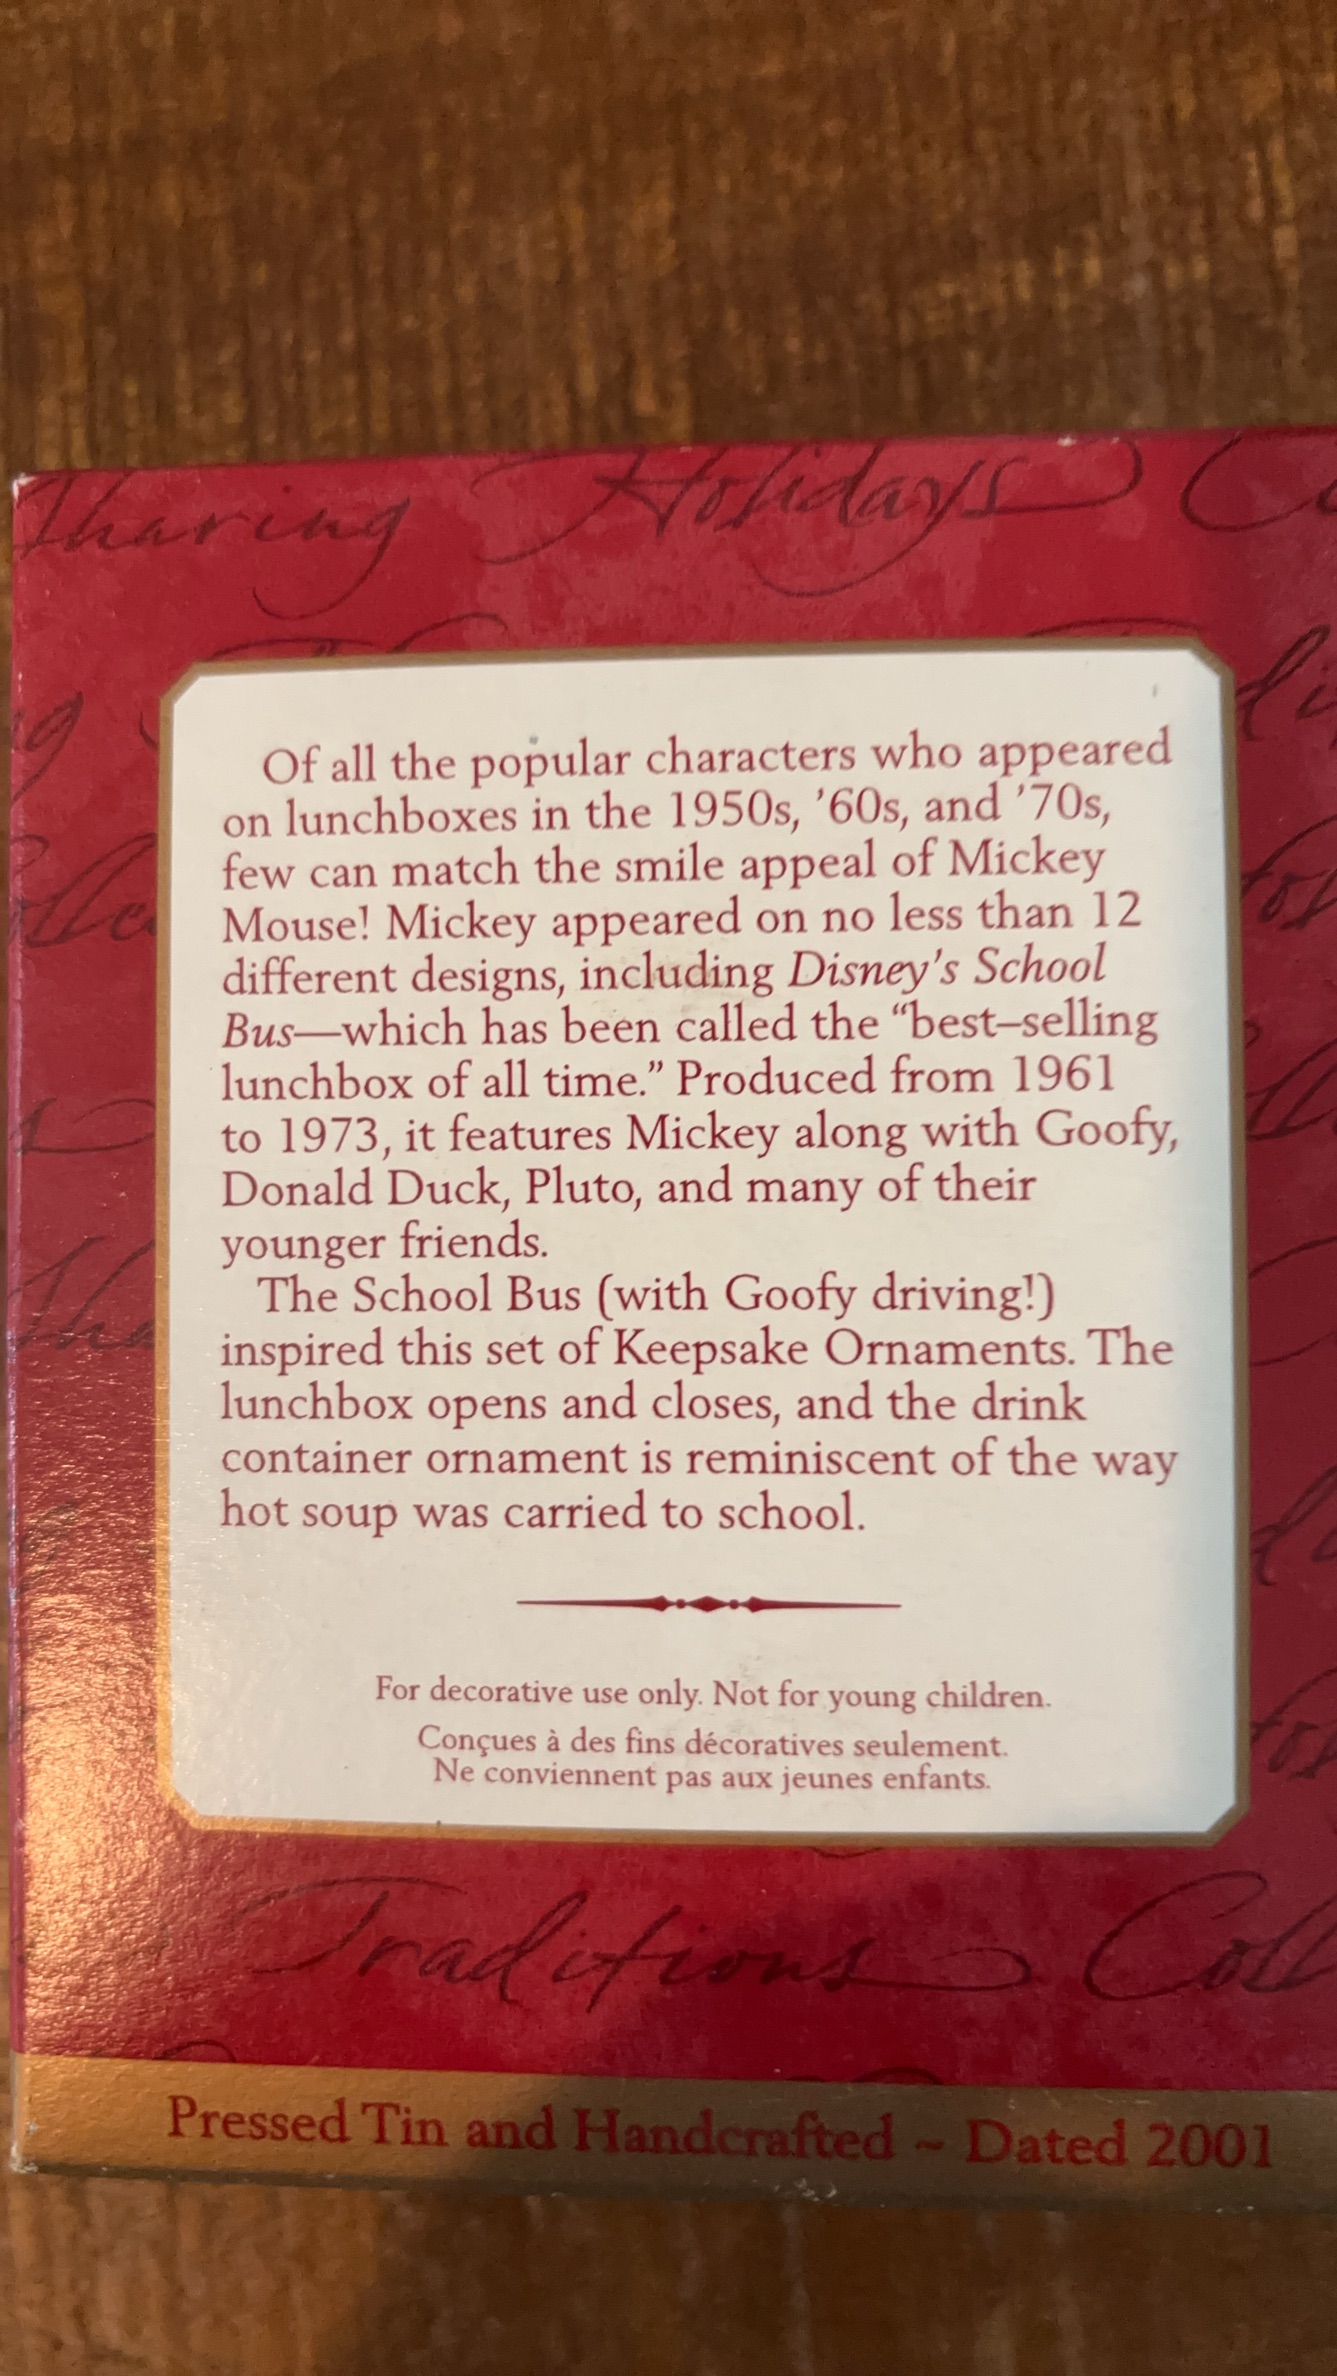 Sharing Holidays
Of all the popular characters who appeared
on lunchboxes in the 1950s, ’60s, and ’70s,
few can match the smile appeal of Mickey
Mouse! Mickey appeared on no less than 12
different designs, including Disney’s School
Bus—which has been called the “best–selling
lunchbox of all time.” Produced from 1961
to 1973, it features Mickey along with Goofy,
Donald Duck, Pluto, and many of their
younger friends.
The School Bus (with Goofy driving!)
inspired this set of Keepsake Ornaments. The
lunchbox opens and closes, and the drink
container ornament is reminiscent of the way
hot soup was carried to school.
For decorative use only. Not for young children.
Conçues à des fins décoratives seulement.
Ne conviennent pas aux jeunes enfants.
Traditions Coll
Pressed Tin and Handcrafted ~ Dated 2001